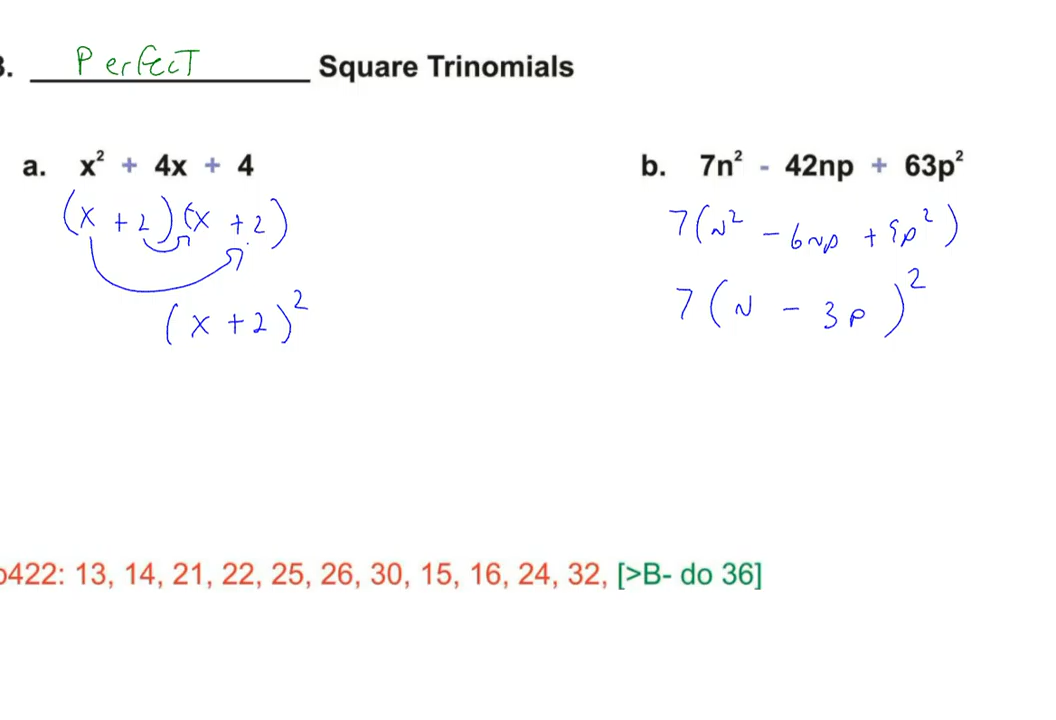 3. Perfect Square Trinomials
a. x² + 4x + 4
(x + 2)(x + 2)
(x + 2)²
b. 7n² - 42np + 63p²
7(n² - 6np + 9p²)
7(n - 3p)²
p422: 13, 14, 21, 22, 25, 26, 30, 15, 16, 24, 32, [>B- do 36]